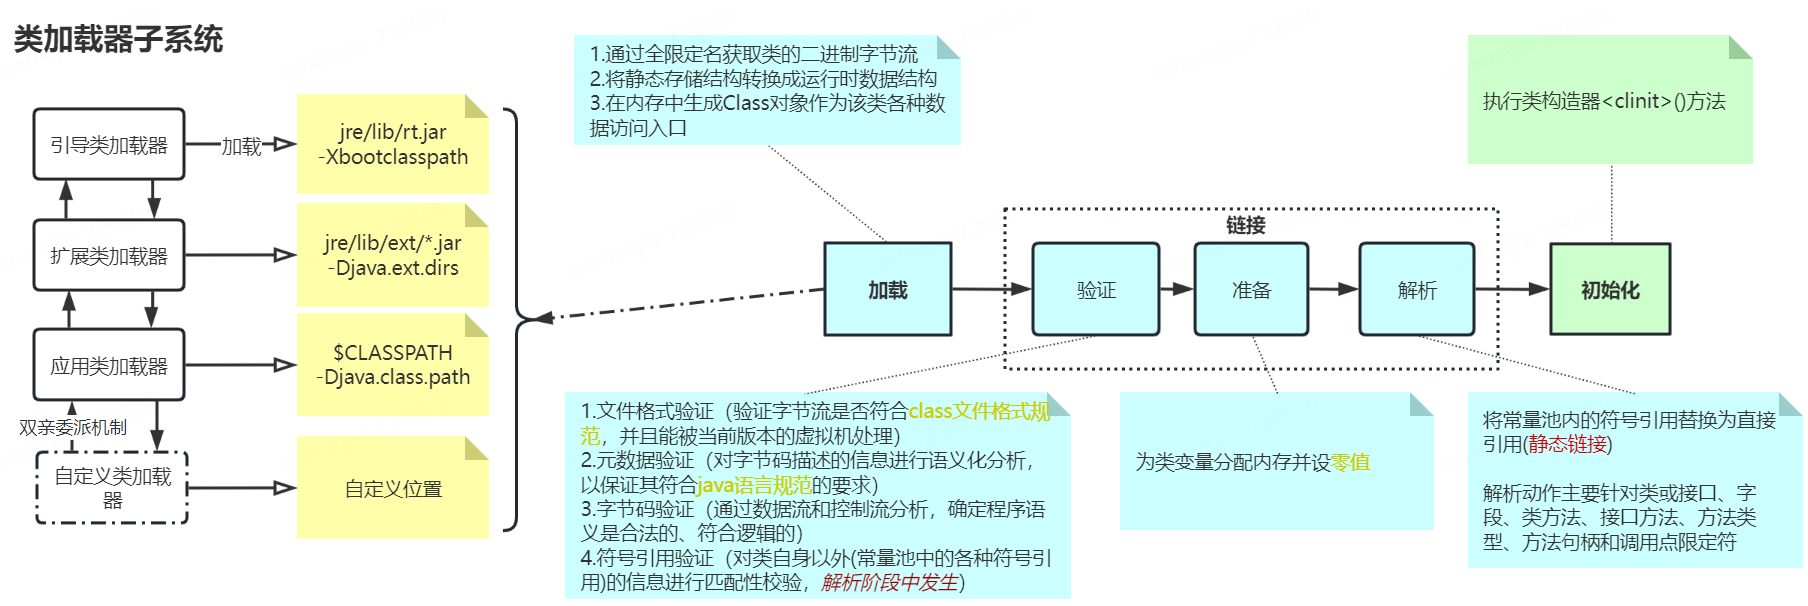 类加载器子系统
引导类加载器
加载
jre/lib/rt.jar
-Xbootclasspath
扩展类加载器
jre/lib/ext/*.jar
-Djava.ext.dirs
应用类加载器
$CLASSPATH
-Djava.class.path
双亲委派机制
自定义类加载
器
自定义位置
1.通过全限定名获取类的二进制字节流
2.将静态存储结构转换成运行时数据结构
3.在内存中生成Class对象作为该类各种数
据访问入口
执行类构造器<clinit>()方法
加载
链接
验证
准备
解析
初始化
1.文件格式验证（验证字节流是否符合class文件格式规
范，并且能被当前版本的虚拟机处理）
2.元数据验证（对字节码描述的信息进行语义化分析，
以保证其符合java语言规范的要求）
3.字节码验证（通过数据流和控制流分析，确定程序语
义是合法的、符合逻辑的）
4.符号引用验证（对类自身以外(常量池中的各种符号引
用)的信息进行匹配性校验，解析阶段中发生）
为类变量分配内存并设零值
将常量池内的符号引用替换为直接
引用(静态链接)
解析动作主要针对类或接口、字
段、类方法、接口方法、方法类
型、方法句柄和调用点限定符